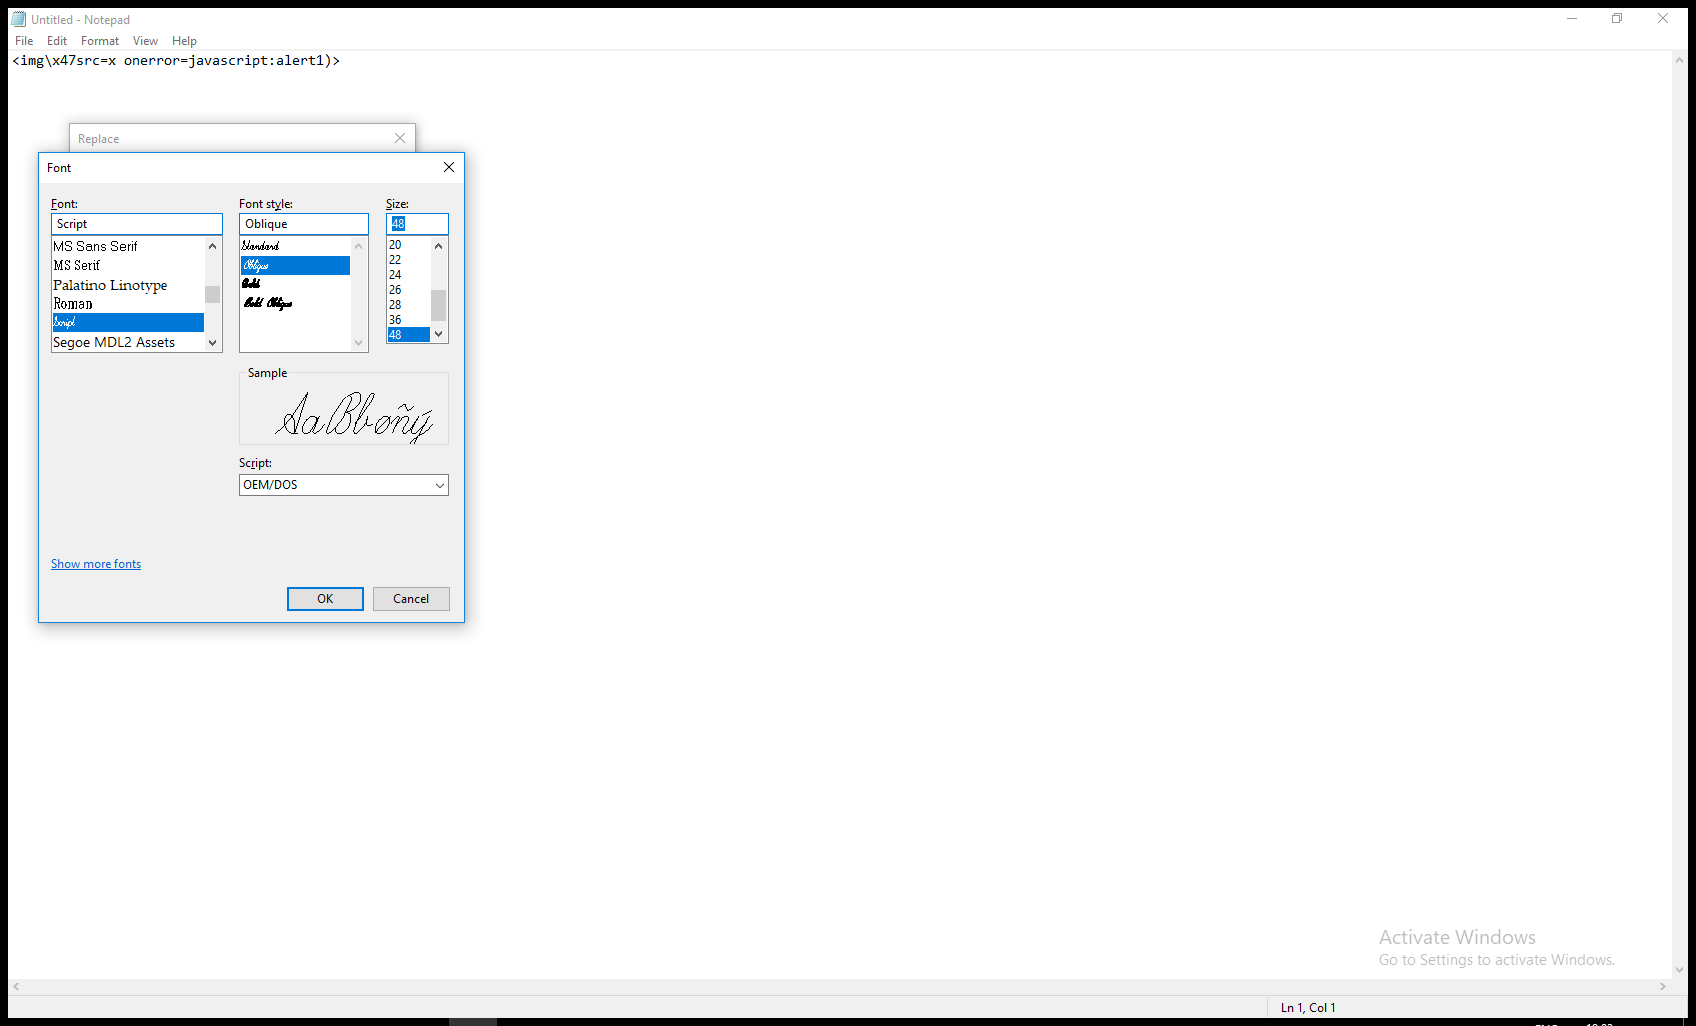 Untitled - Notepad
File Edit Format View Help
<img\x47src=x onerror=javascript:alert1)>
Replace
Font
Font: Font style: Size:
Script Oblique 48
MS Sans Serif
MS Serif
Palatino Linotype
Roman
Script
Segoe MDL2 Assets
Standard
Oblique
Bold
Bold Oblique
20
22
24
26
28
36
48
Sample
AaBbøñý
Script:
OEM/DOS
Show more fonts
OK Cancel
Activate Windows
Go to Settings to activate Windows.
Ln 1, Col 1